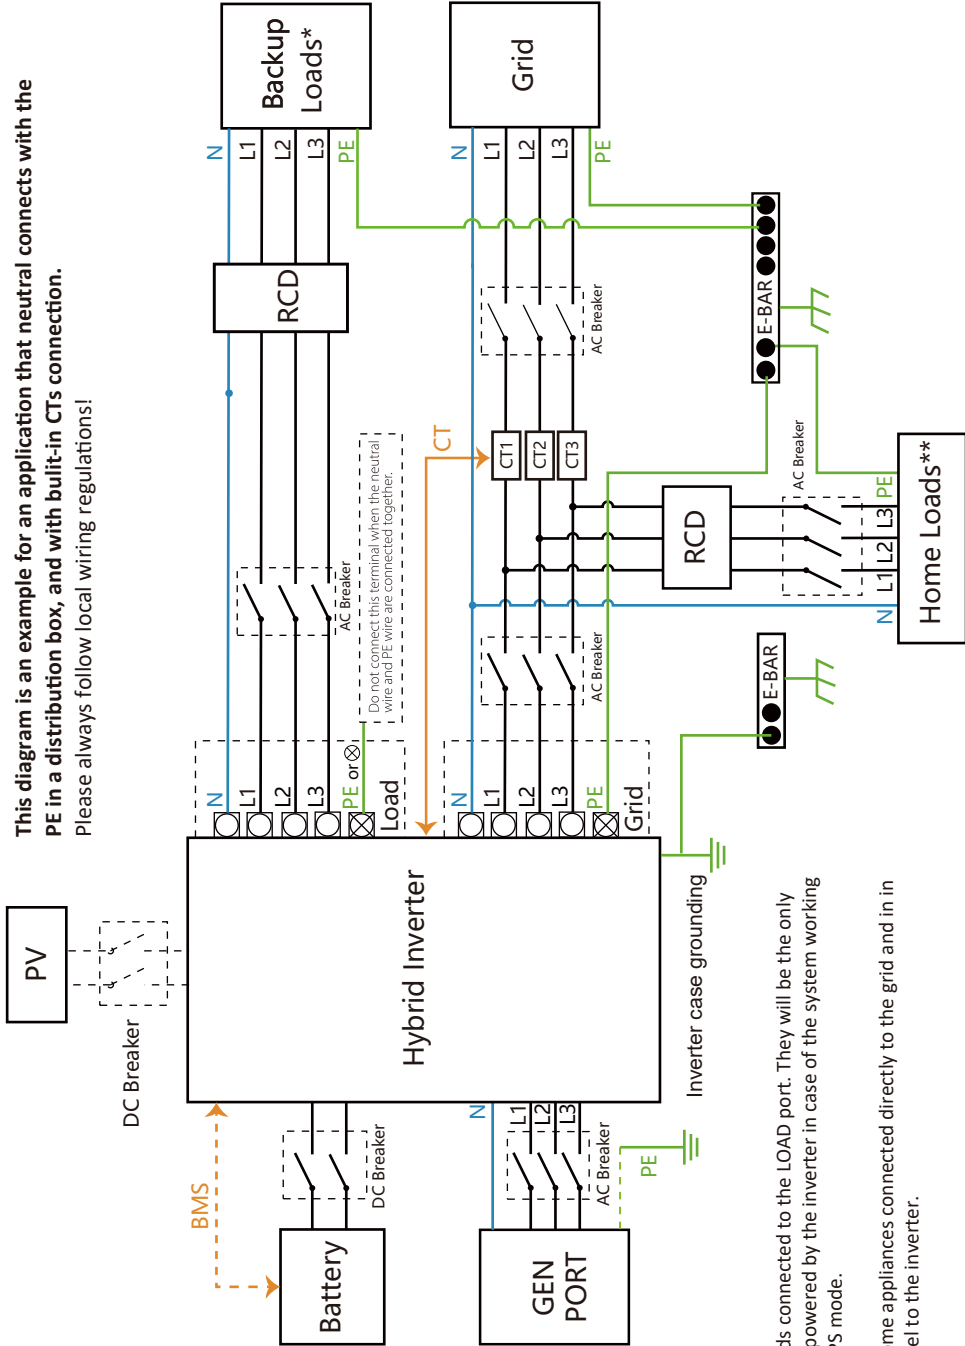 This diagram is an example for an application that neutral connects with the
PE in a distribution box, and with bulit-in CTs connection.
Please always follow local wiring regulations!
PV
DC Breaker
BMS
Battery
DC Breaker
Hybrid Inverter
GEN
PORT
N
L1
L2
L3
AC Breaker
PE
Inverter case grounding
N
L1
L2
L3
PE or
Load
AC Breaker
Do not connect this terminal when the neutral
wire and PE wire are connected together.
RCD
N
L1
L2
L3
PE
Backup
Loads*
CT
N
L1
L2
L3
PE
Grid
AC Breaker
CT1
CT2
CT3
AC Breaker
N
L1
L2
L3
PE
Grid
E-BAR
E-BAR
RCD
AC Breaker
N
L1
L2
L3
PE
Home Loads**
connected to the LOAD port. They will be the only
powered by the inverter in case of the system working
mode.
appliances connected directly to the grid and in in
to the inverter.